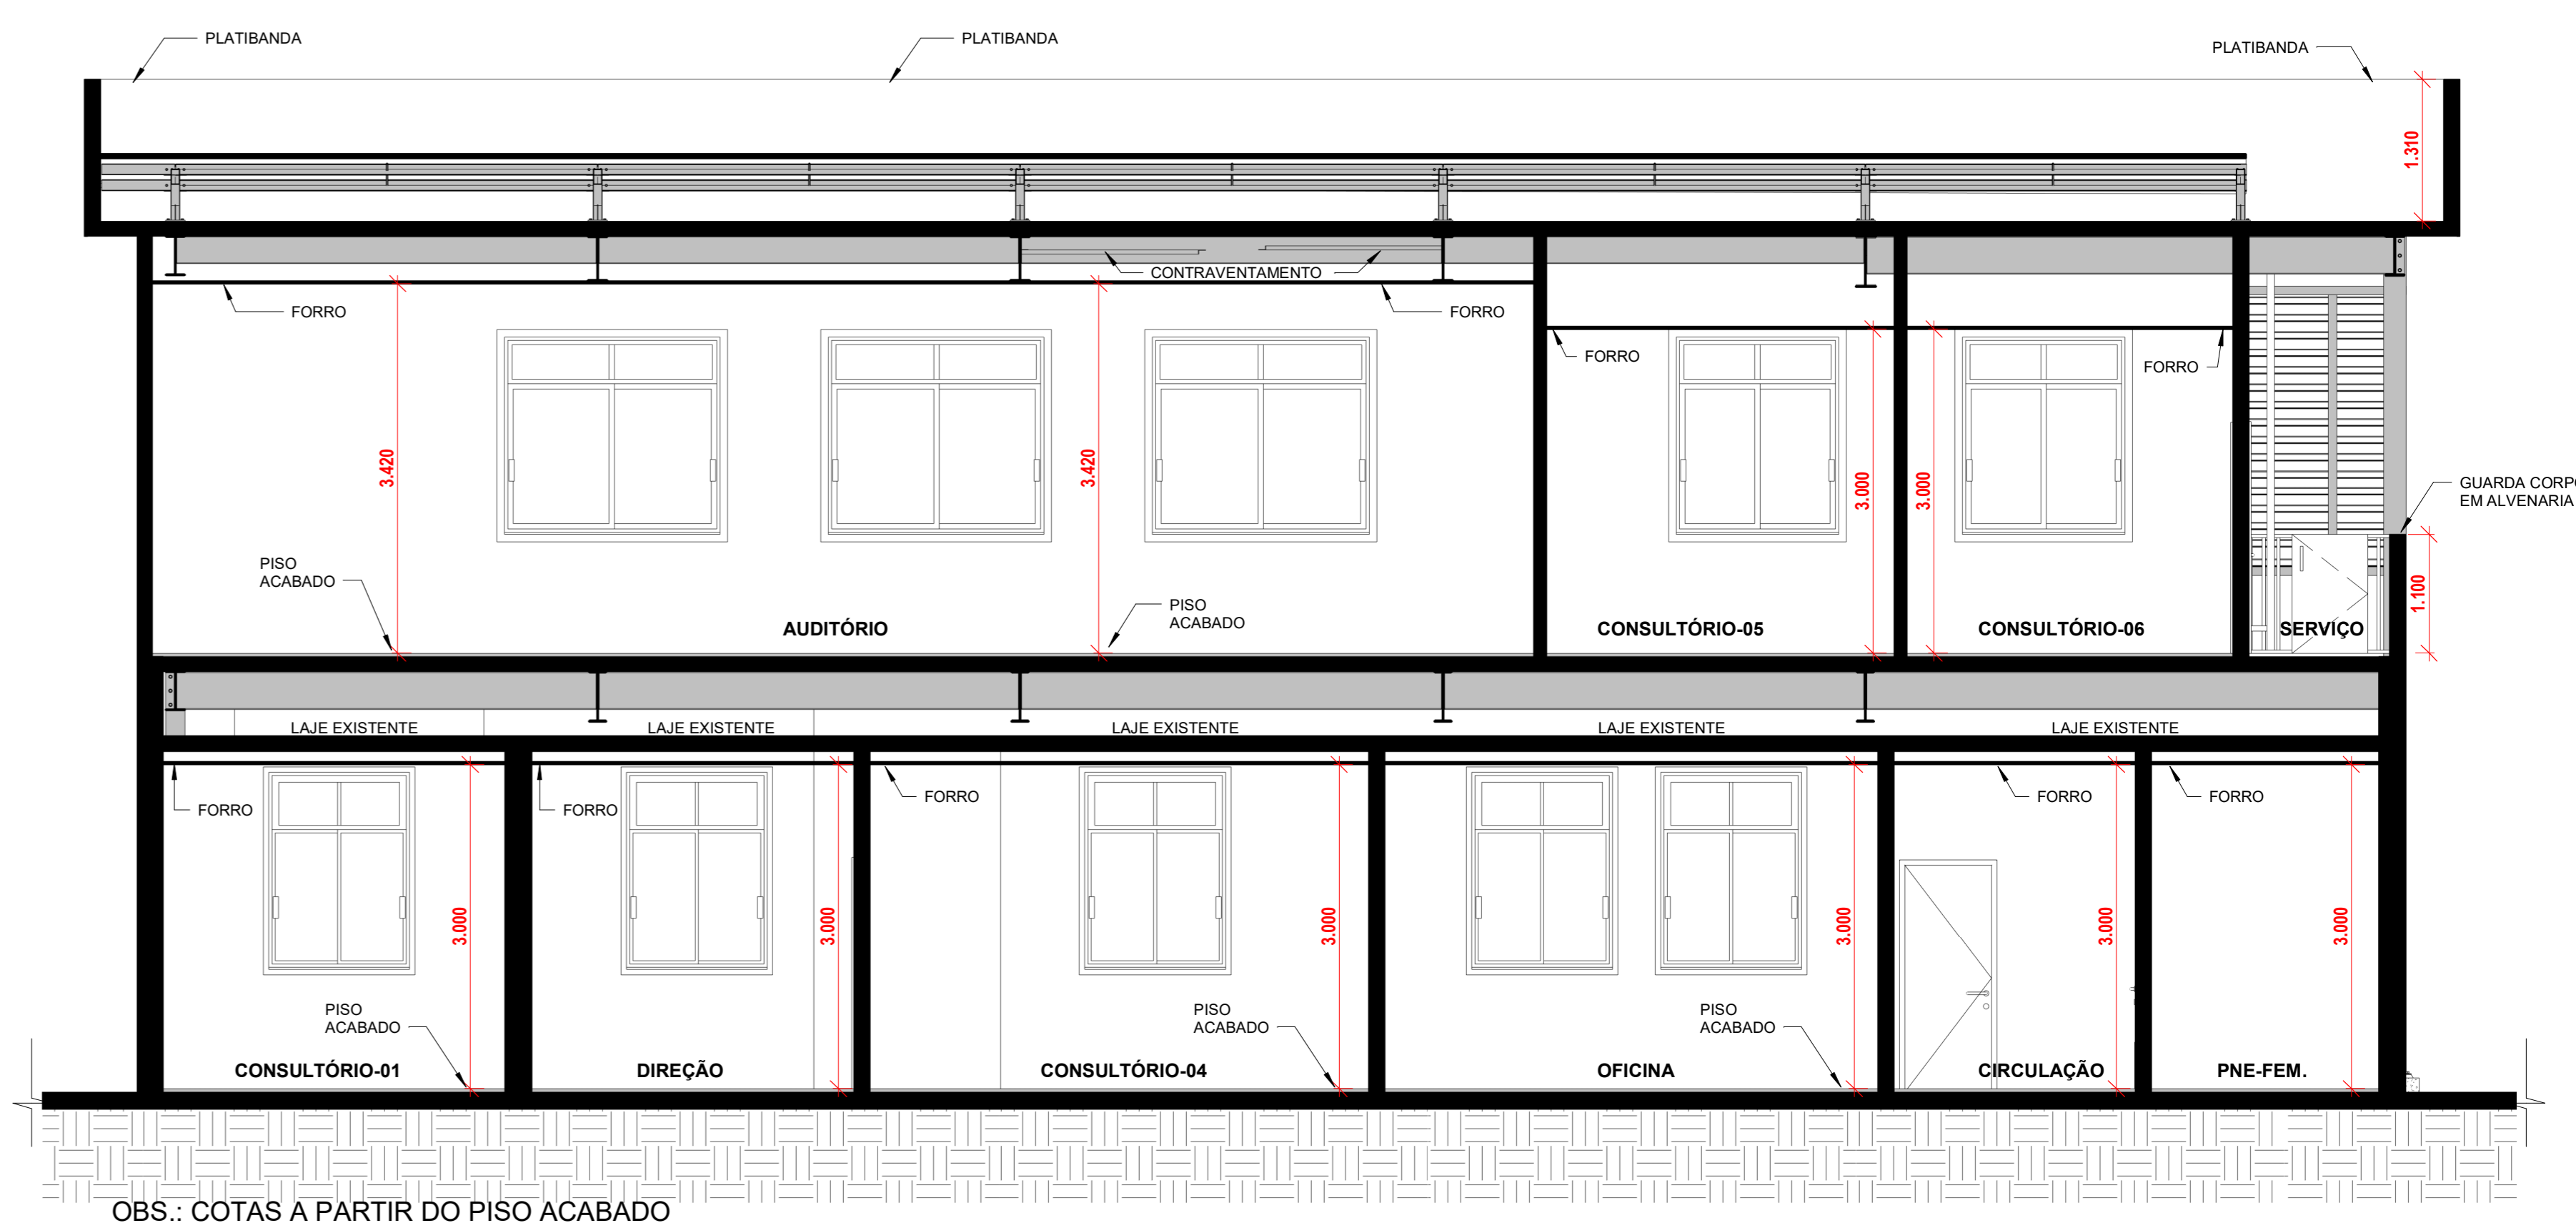 PLATIBANDA
PLATIBANDA
PLATIBANDA
1.310
CONTRAVENTAMENTO
FORRO
FORRO
FORRO
FORRO
3.420
3.420
3.000
3.000
GUARDA CORPO
EM ALVENARIA
PISO
ACABADO
PISO
ACABADO
1.100
AUDITÓRIO
CONSULTÓRIO-05
CONSULTÓRIO-06
SERVIÇO
LAJE EXISTENTE
LAJE EXISTENTE
LAJE EXISTENTE
LAJE EXISTENTE
LAJE EXISTENTE
FORRO
FORRO
FORRO
FORRO
FORRO
3.000
3.000
3.000
3.000
3.000
3.000
PISO
ACABADO
PISO
ACABADO
PISO
ACABADO
CONSULTÓRIO-01
DIREÇÃO
CONSULTÓRIO-04
OFICINA
CIRCULAÇÃO
PNE-FEM.
OBS.: COTAS A PARTIR DO PISO ACABADO